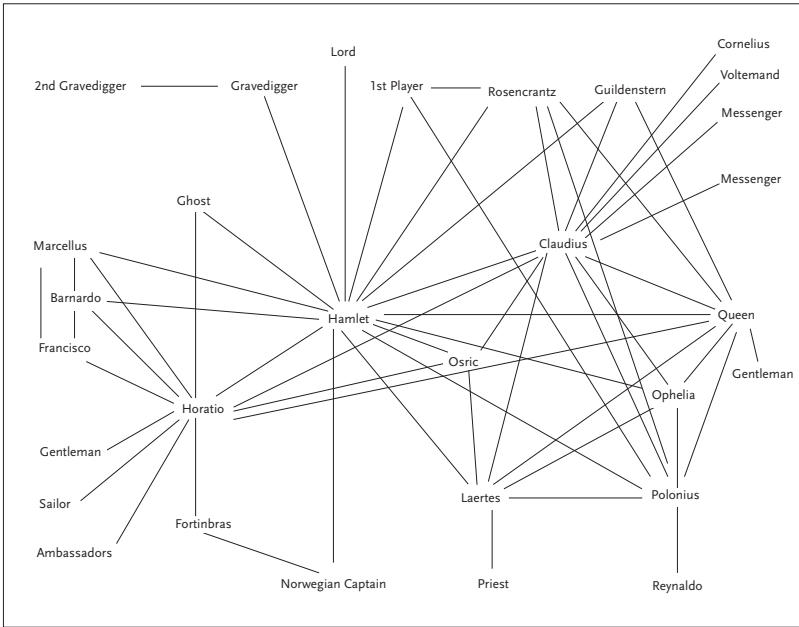 Lord
Cornelius
Voltemand
2nd Gravedigger
Gravedigger
1st Player
Rosencrantz
Guildenstern
Messenger
Messenger
Ghost
Marcellus
Claudius
Barnardo
Hamlet
Queen
Francisco
Osric
Gentleman
Ophelia
Horatio
Gentleman
Laertes
Polonius
Sailor
Fortinbras
Ambassadors
Norwegian Captain
Priest
Reynaldo